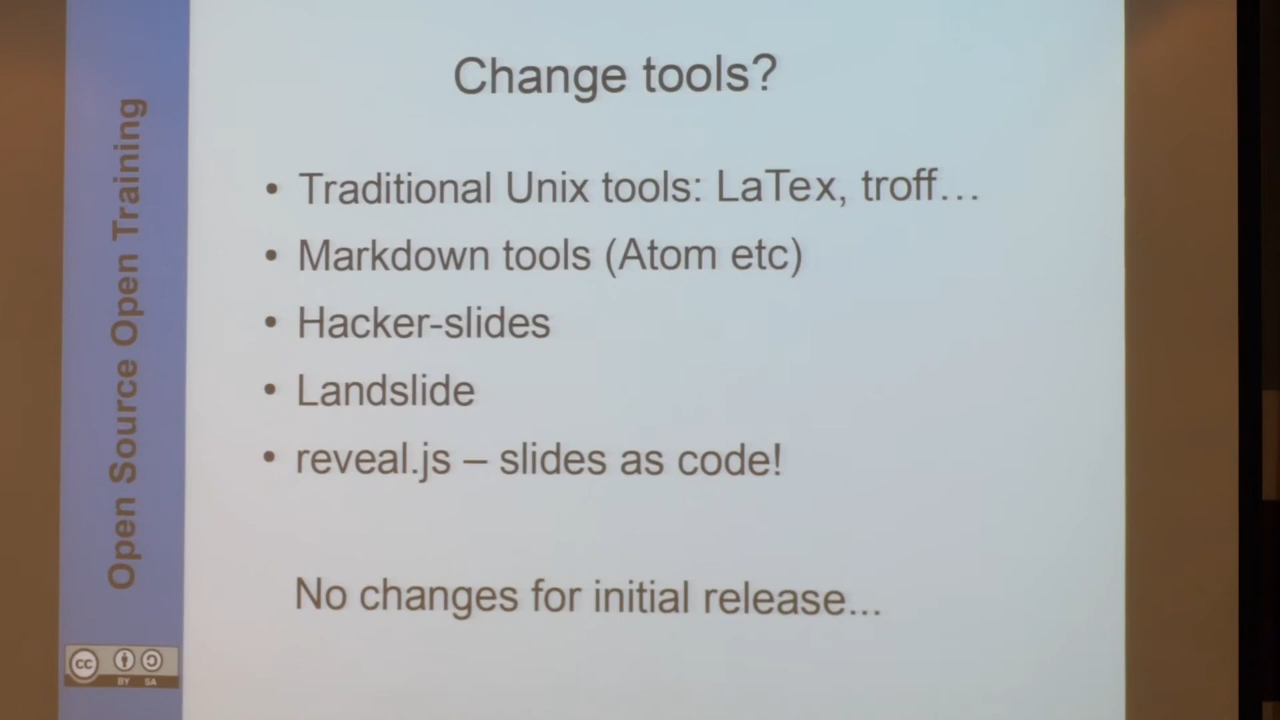 Change tools?
• Traditional Unix tools: LaTex, troff…
• Markdown tools (Atom etc)
• Hacker-slides
• Landslide
• reveal.js – slides as code!
No changes for initial release...
Open Source Open Training
cc
BY SA